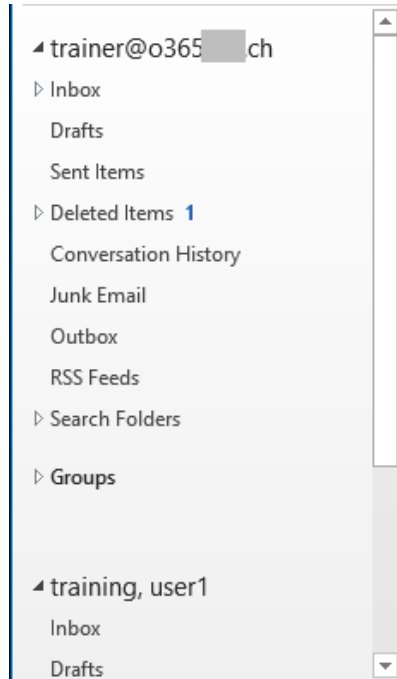 trainer@o365 .ch
Inbox
Drafts
Sent Items
Deleted Items 1
Conversation History
Junk Email
Outbox
RSS Feeds
Search Folders
Groups
training, user1
Inbox
Drafts